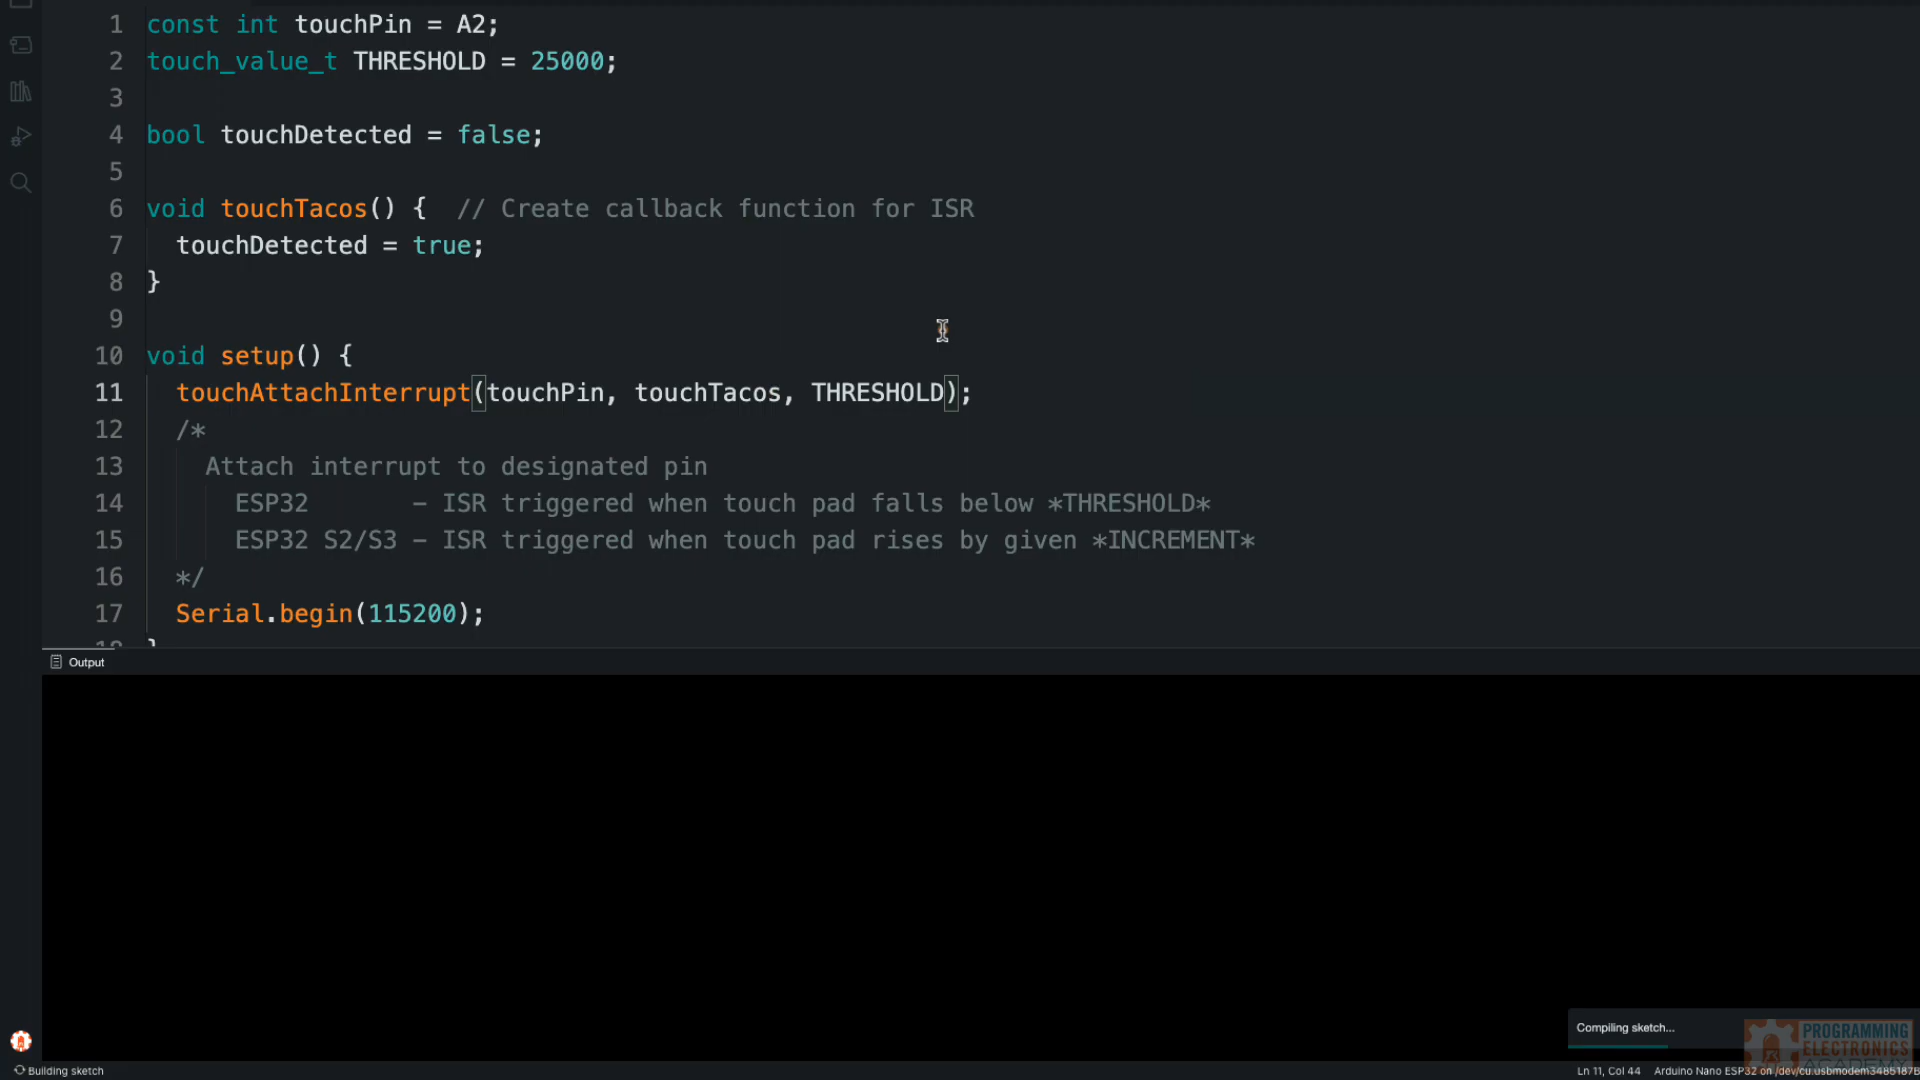 1 const int touchPin = A2;
2 touch_value_t THRESHOLD = 25000;
3
4 bool touchDetected = false;
5
6 void touchTacos() {  // Create callback function for ISR
7 touchDetected = true;
8 }
9
10 void setup() {
11 touchAttachInterrupt(touchPin, touchTacos, THRESHOLD);
12 /*
13 Attach interrupt to designated pin
14 ESP32       – ISR triggered when touch pad falls below *THRESHOLD*
15 ESP32 S2/S3 – ISR triggered when touch pad rises by given *INCREMENT*
16 */
17 Serial.begin(115200);
18 }
Output
Compiling sketch...
PROGRAMMING
ELECTRONICS
ACADEMY
Building sketch
Ln 11, Col 44 Arduino Nano ESP32 on /dev/cu.usbmodem3485187B